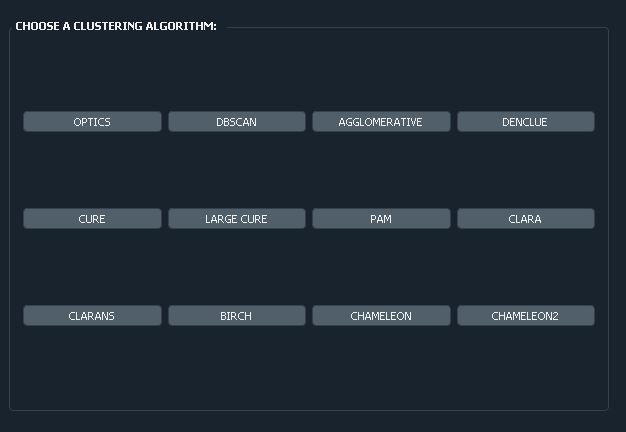 CHOOSE A CLUSTERING ALGORITHM:
OPTICS DBSCAN AGGLOMERATIVE DENCLUE
CURE LARGE CURE PAM CLARA
CLARANS BIRCH CHAMELEON CHAMELEON2